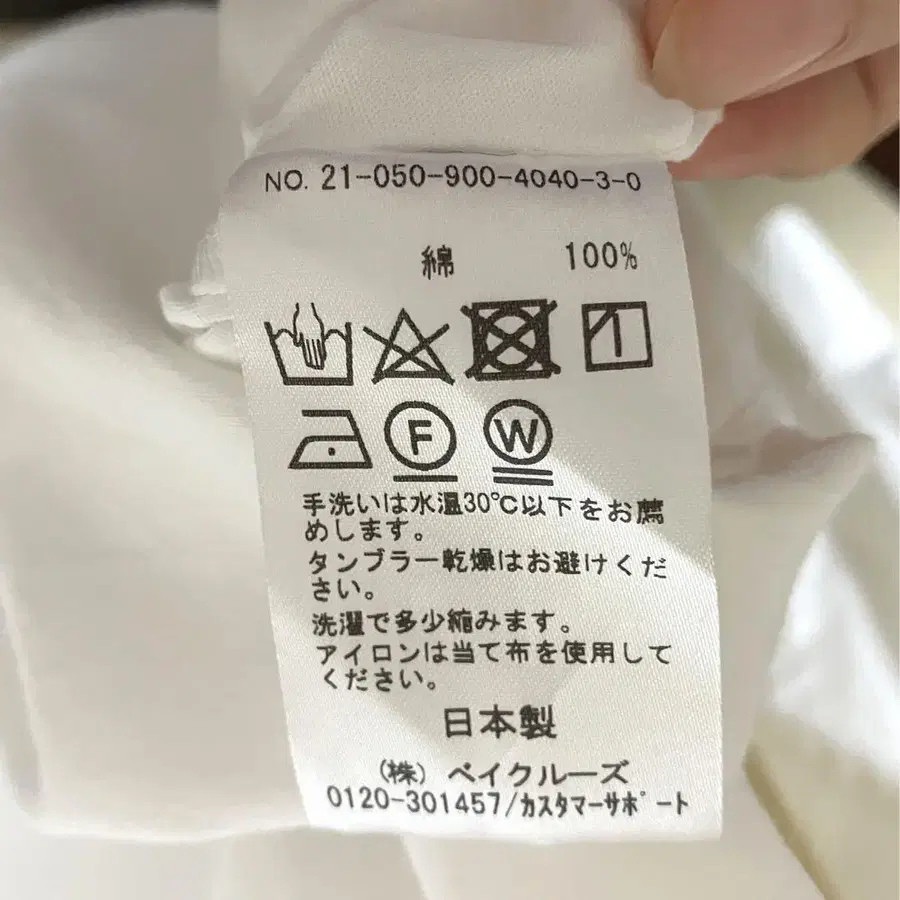 NO. 21-050-900-4040-3-0
綿 100%
F W
手洗いは水温30℃以下をお薦
めします。
タンブラー乾燥はお避けくだ
さい。
洗濯で多少縮みます。
アイロンは当て布を使用して
ください。
日本製
（株）ベイクルーズ
0120-301457/カスタマーサポート